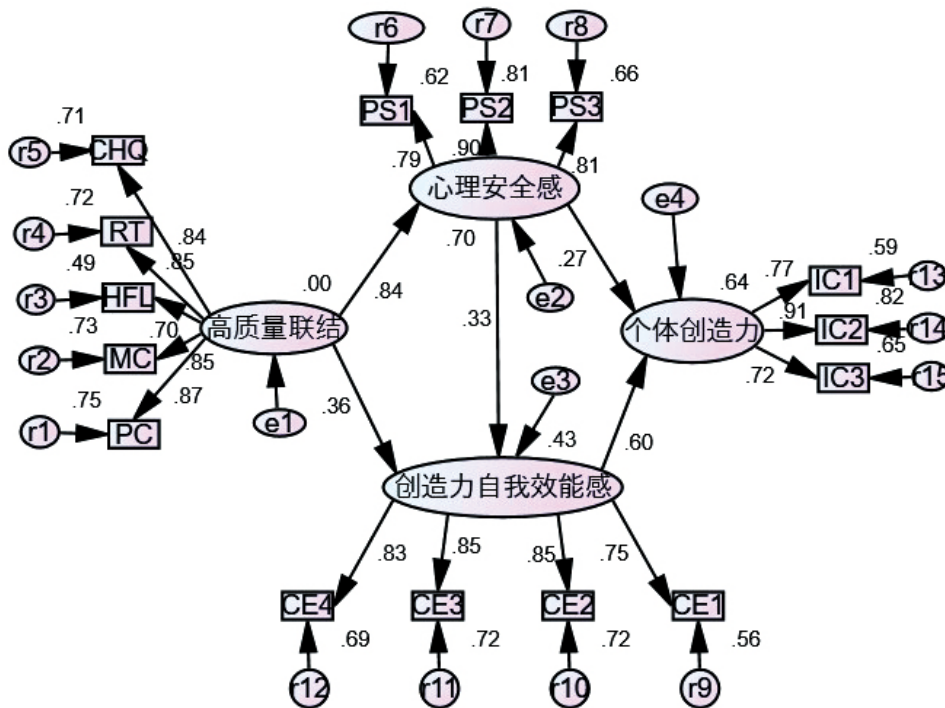 r6
r7
r8
.62
.81
.66
PS1
PS2
PS3
.71
r5
CHQ
.79
.90
.81
心理安全感
e4
.72
r4
RT
.84
.70
.27
.59
.49
.85
.00
.84
e2
.64
.77
IC1
r13
r3
HFL
.82
.73
.70
高质量联结
.33
个体创造力
.91
IC2
r14
r2
MC
.85
.65
.75
.87
.36
e3
.72
IC3
r15
r1
PC
e1
.43
.60
创造力自我效能感
.83
.85
.85
.75
CE4
CE3
CE2
CE1
.69
.72
.72
.56
r12
r11
r10
r9